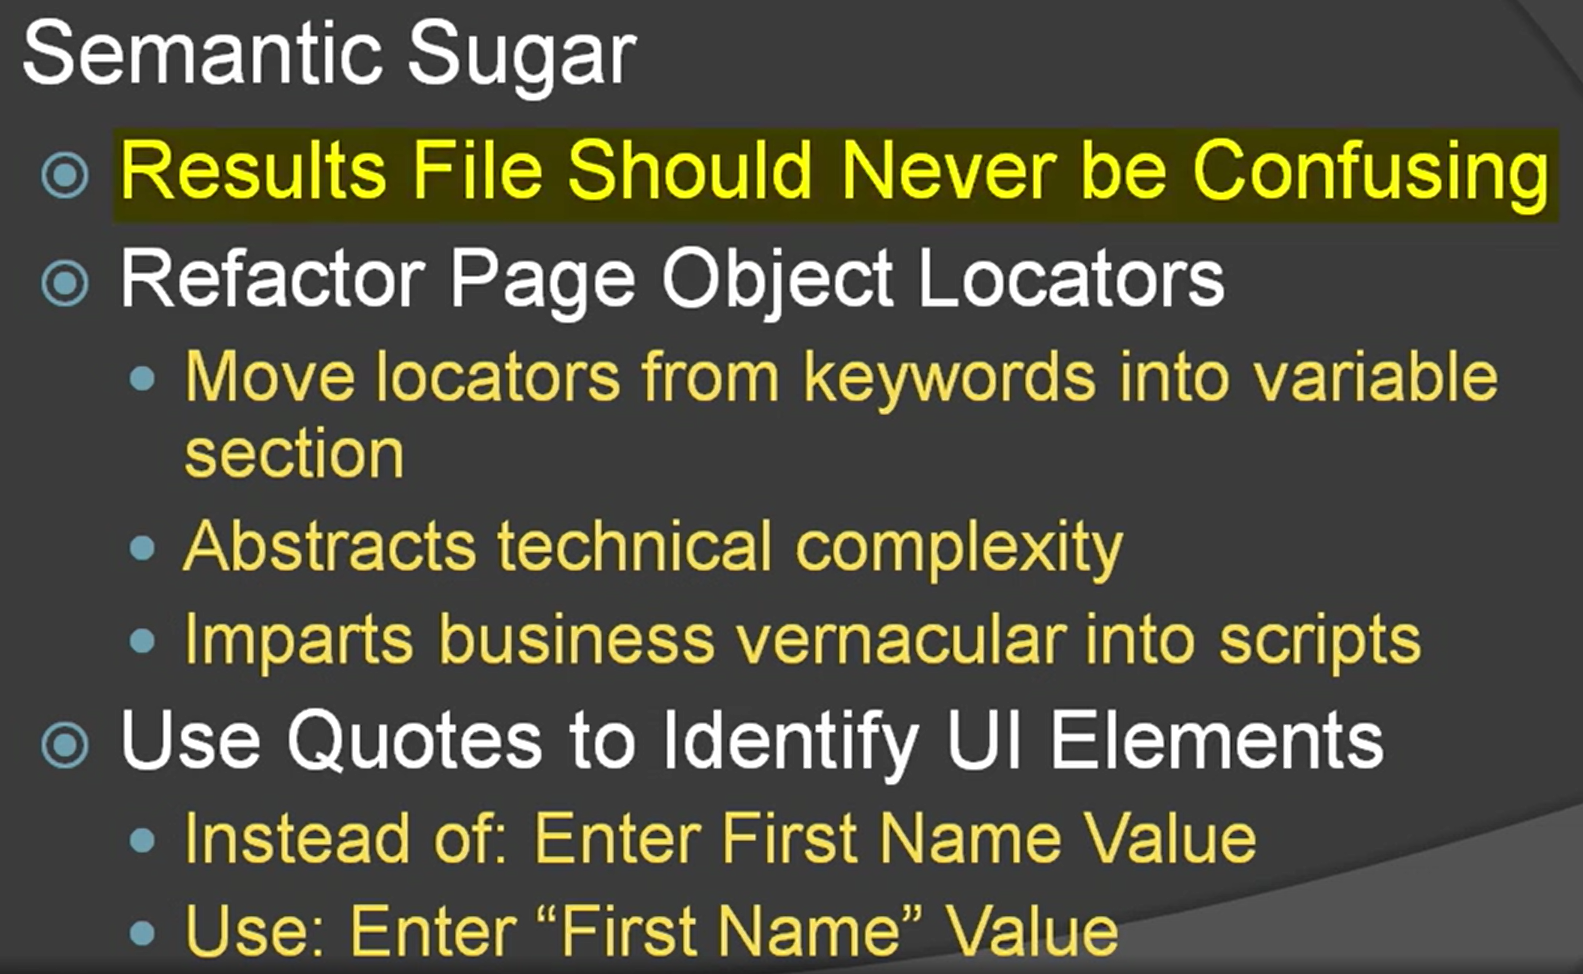 Semantic Sugar
Results File Should Never be Confusing
Refactor Page Object Locators
Move locators from keywords into variable
section
Abstracts technical complexity
Imparts business vernacular into scripts
Use Quotes to Identify UI Elements
Instead of: Enter First Name Value
Use: Enter “First Name” Value